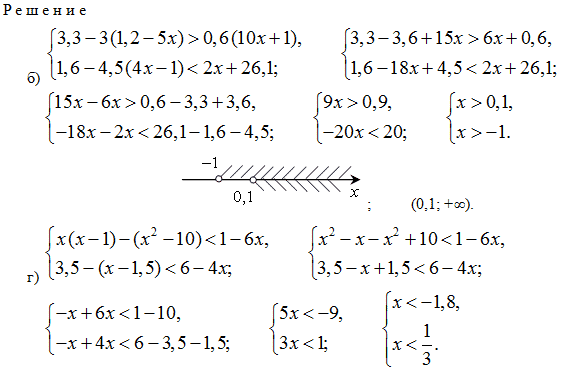 Решение
б) {3,3−3(1,2−5x)>0,6(10x+1), {3,3−3,6+15x>6x+0,6,
1,6−4,5(4x−1)<2x+26,1; 1,6−18x+4,5<2x+26,1;
{15x−6x>0,6−3,3+3,6, {9x>0,9, {x>0,1,
−18x−2x<26,1−1,6−4,5; −20x<20; x>−1.
−1
0,1 x ; (0,1; +∞).
г) {x(x−1)−(x²−10)<1−6x, {x²−x−x²+10<1−6x,
3,5−(x−1,5)<6−4x; 3,5−x+1,5<6−4x;
{−x+6x<1−10, {5x<−9, {x<−1,8,
−x+4x<6−3,5−1,5; 3x<1; x<1/3.